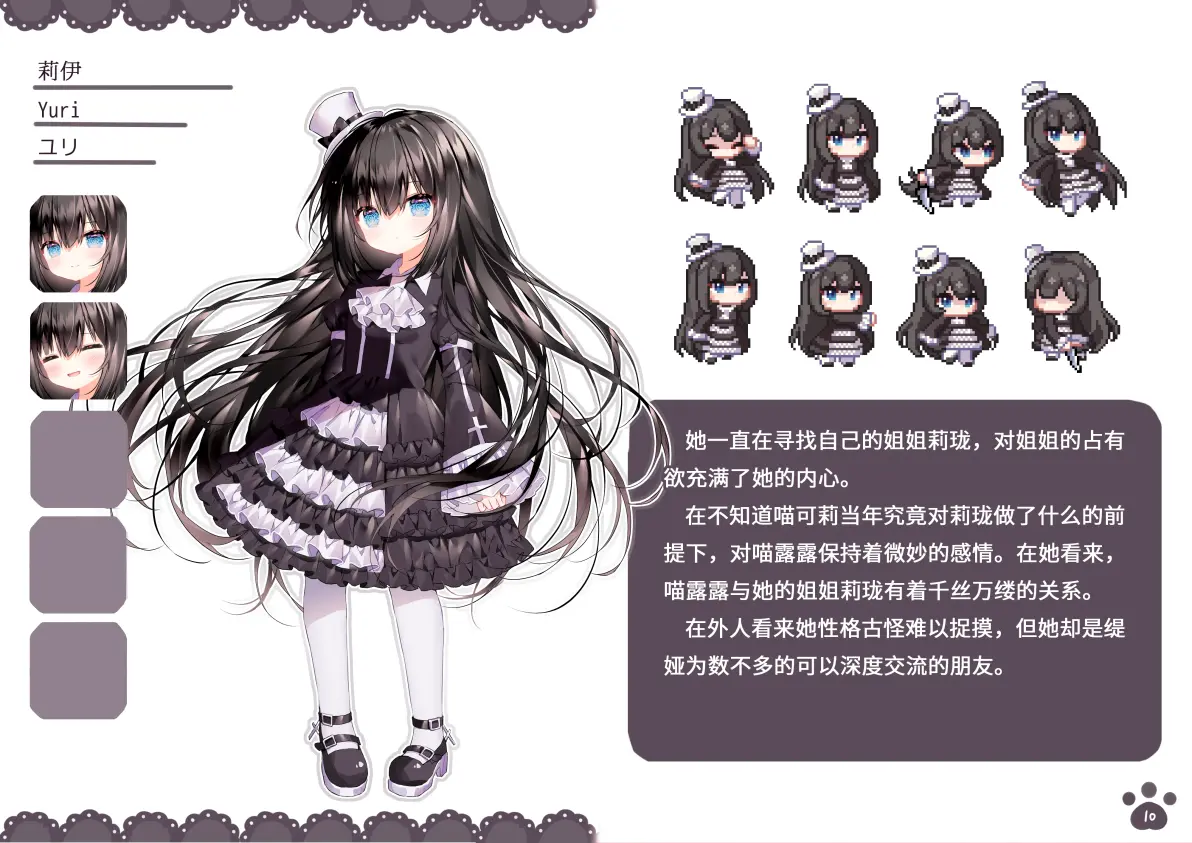 莉伊
Yuri
ユリ
她一直在寻找自己的姐姐莉珑，对姐姐的占有
欲充满了她的内心。
在不知道喵可莉当年究竟对莉珑做了什么的前
提下，对喵露露保持着微妙的感情。在她看来，
喵露露与她的姐姐莉珑有着千丝万缕的关系。
在外人看来她性格古怪难以捉摸，但她却是缇
娅为数不多的可以深度交流的朋友。
10